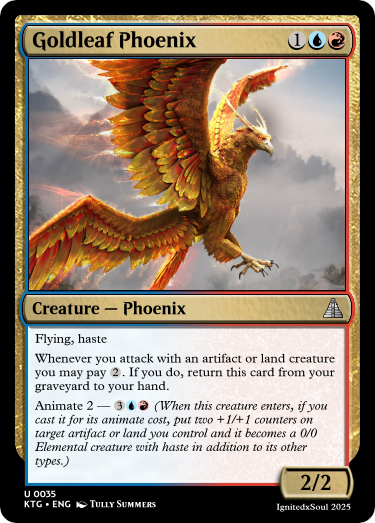 Goldleaf Phoenix 1
Creature — Phoenix
Flying, haste
Whenever you attack with an artifact or land creature
you may pay 2. If you do, return this card from your
graveyard to your hand.
Animate 2 — 3 (When this creature enters, if you
cast it for its animate cost, put two +1/+1 counters on
target artifact or land you control and it becomes a 0/0
Elemental creature with haste in addition to its other
types.)
2/2
U 0035
KTG • ENG Tully Summers
IgnitedxSoul 2025